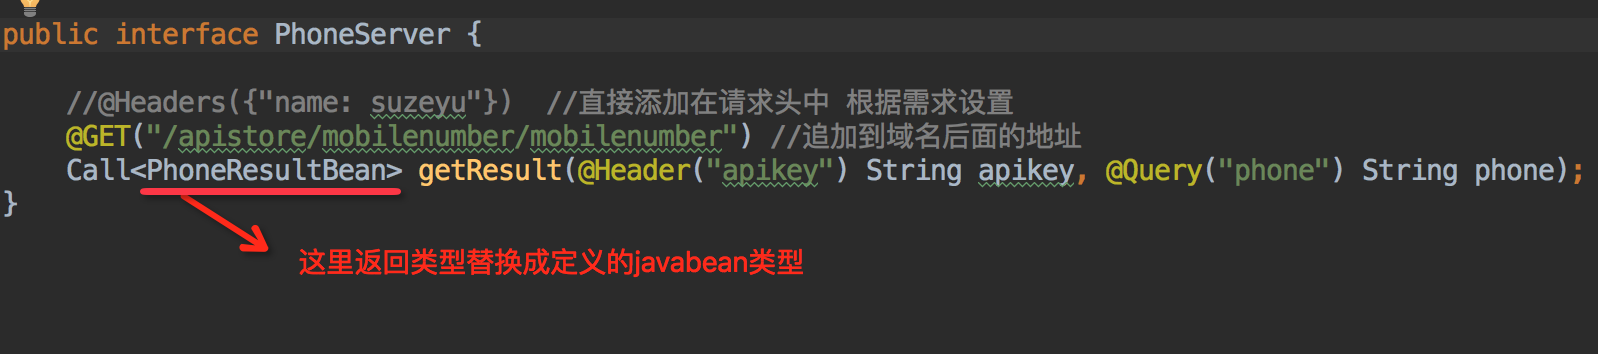 public interface PhoneServer {
//@Headers({"name: suzeyu"})  //直接添加在请求头中 根据需求设置
@GET("/apistore/mobilenumber/mobilenumber") //追加到域名后面的地址
Call<PhoneResultBean> getResult(@Header("apikey") String apikey, @Query("phone") String phone);
}
这里返回类型替换成定义的javabean类型